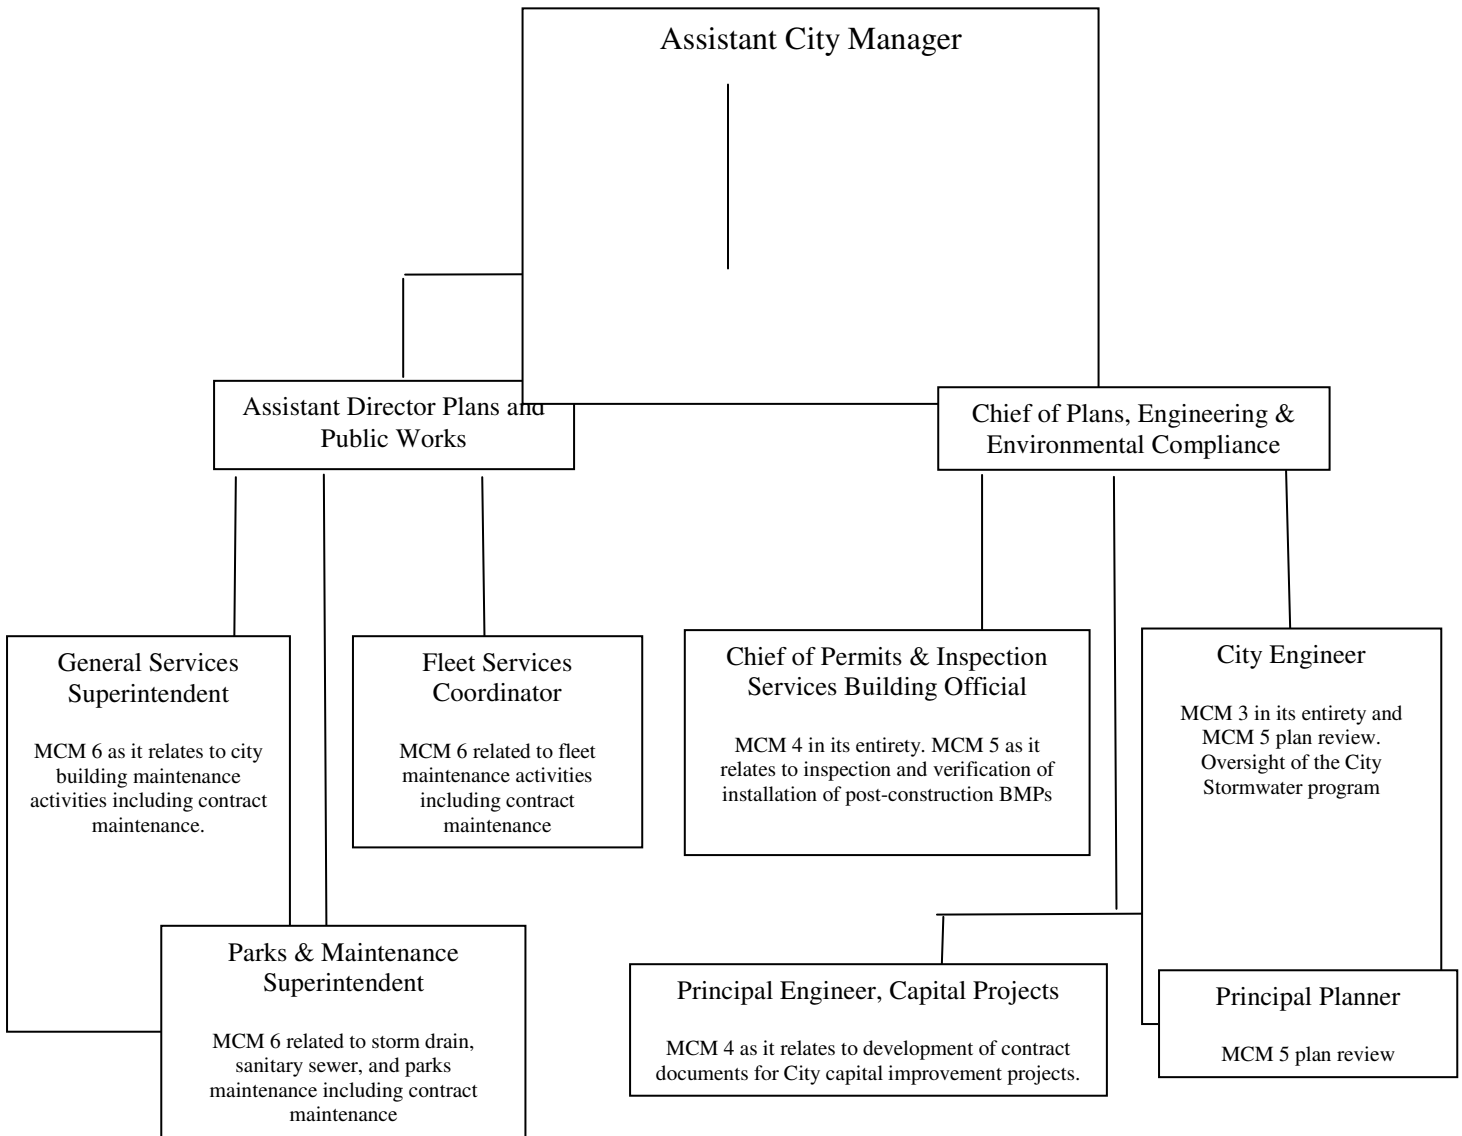 Assistant City Manager
Assistant Director Plans and
Public Works
Chief of Plans, Engineering &
Environmental Compliance
General Services
Superintendent
MCM 6 as it relates to city
building maintenance
activities including contract
maintenance.
Fleet Services
Coordinator
MCM 6 related to fleet
maintenance activities
including contract
maintenance
Chief of Permits & Inspection
Services Building Official
MCM 4 in its entirety. MCM 5 as it
relates to inspection and verification of
installation of post-construction BMPs
City Engineer
MCM 3 in its entirety and
MCM 5 plan review.
Oversight of the City
Stormwater program
Parks & Maintenance
Superintendent
MCM 6 related to storm drain,
sanitary sewer, and parks
maintenance including contract
maintenance
Principal Engineer, Capital Projects
MCM 4 as it relates to development of contract
documents for City capital improvement projects.
Principal Planner
MCM 5 plan review